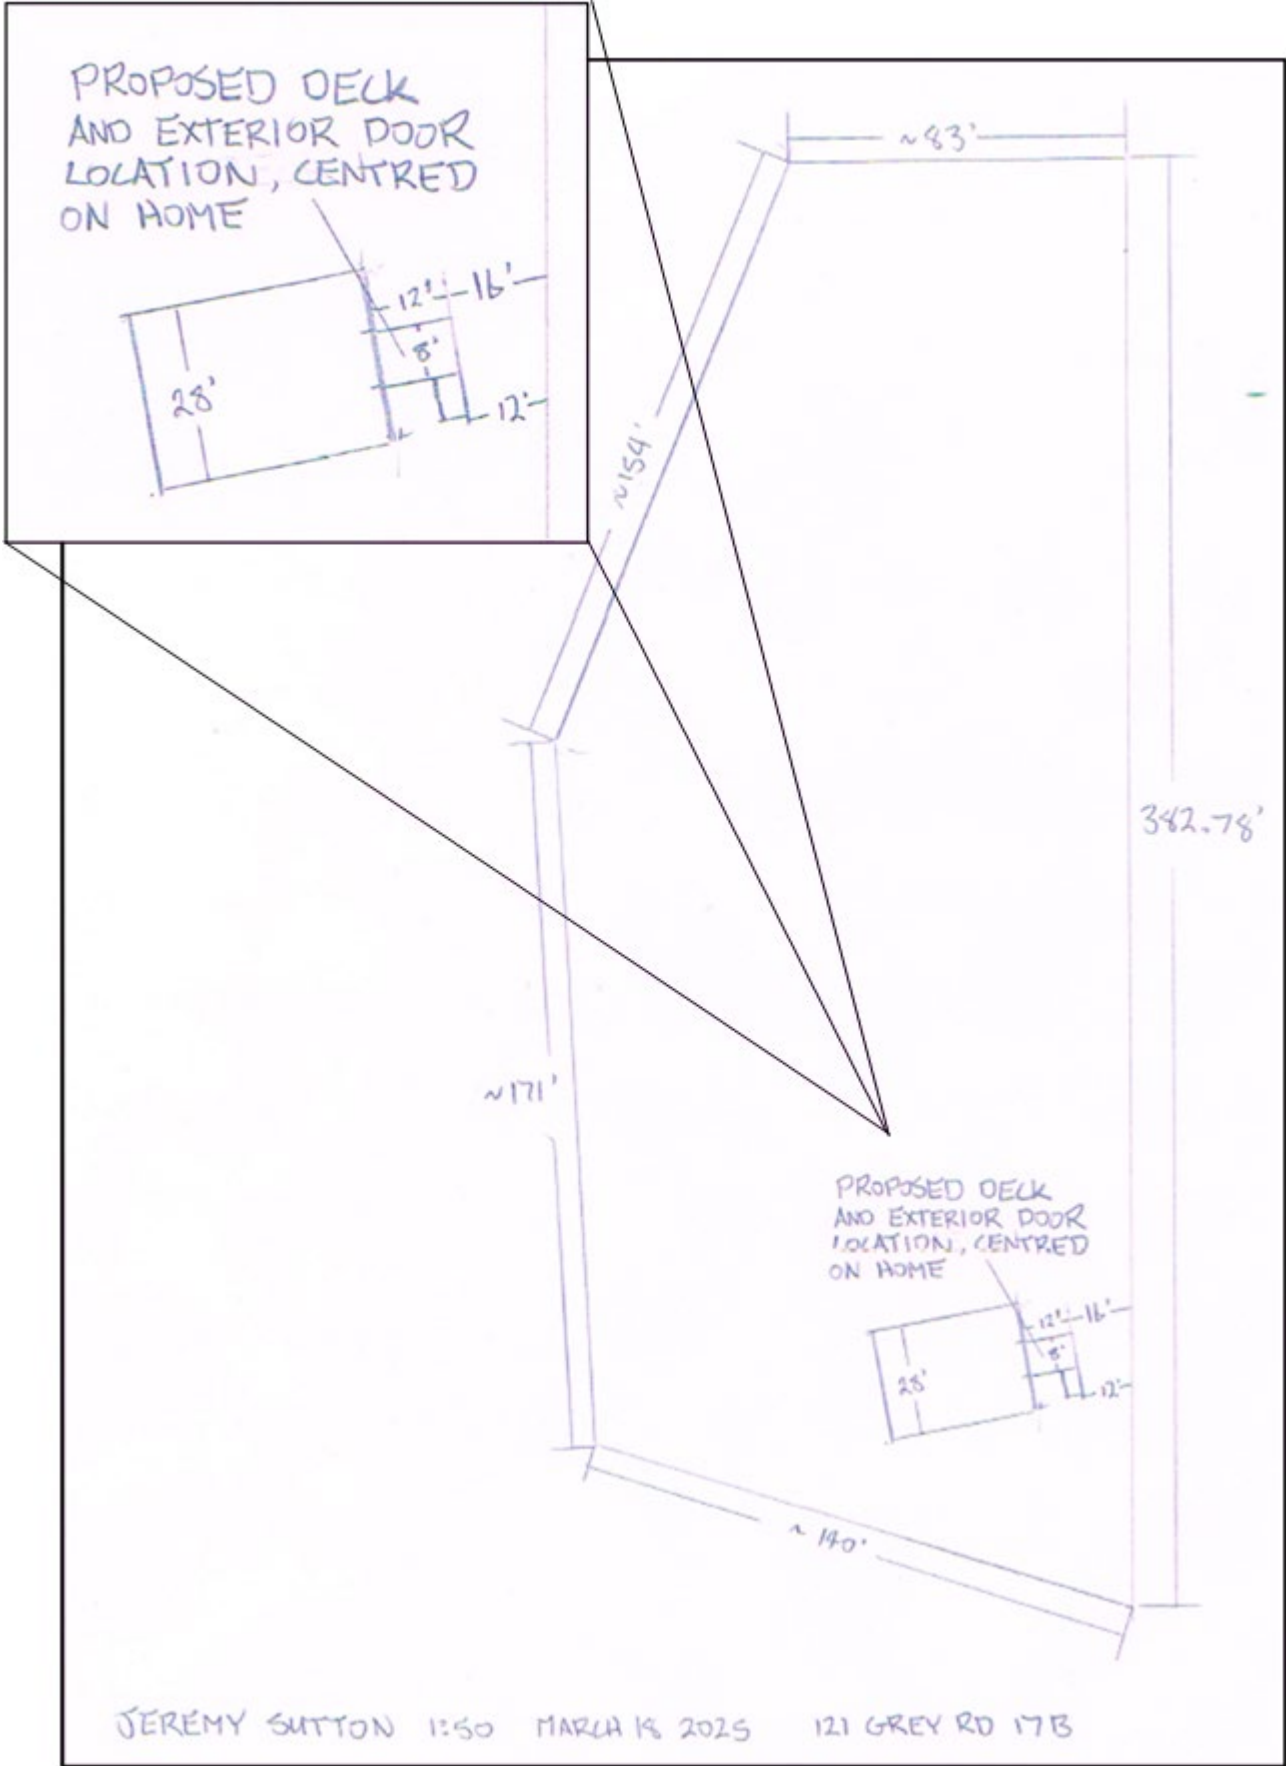 PROPOSED DECK
AND EXTERIOR DOOR
LOCATION, CENTRED
ON HOME
12' 16'
8'
28'
12'
~83'
~154'
382.78'
~171'
PROPOSED DECK
AND EXTERIOR DOOR
LOCATION, CENTRED
ON HOME
12' 16'
8'
28'
12'
~140'
JEREMY SUTTON 1:50 MARCH 18 2025 121 GREY RD 17B